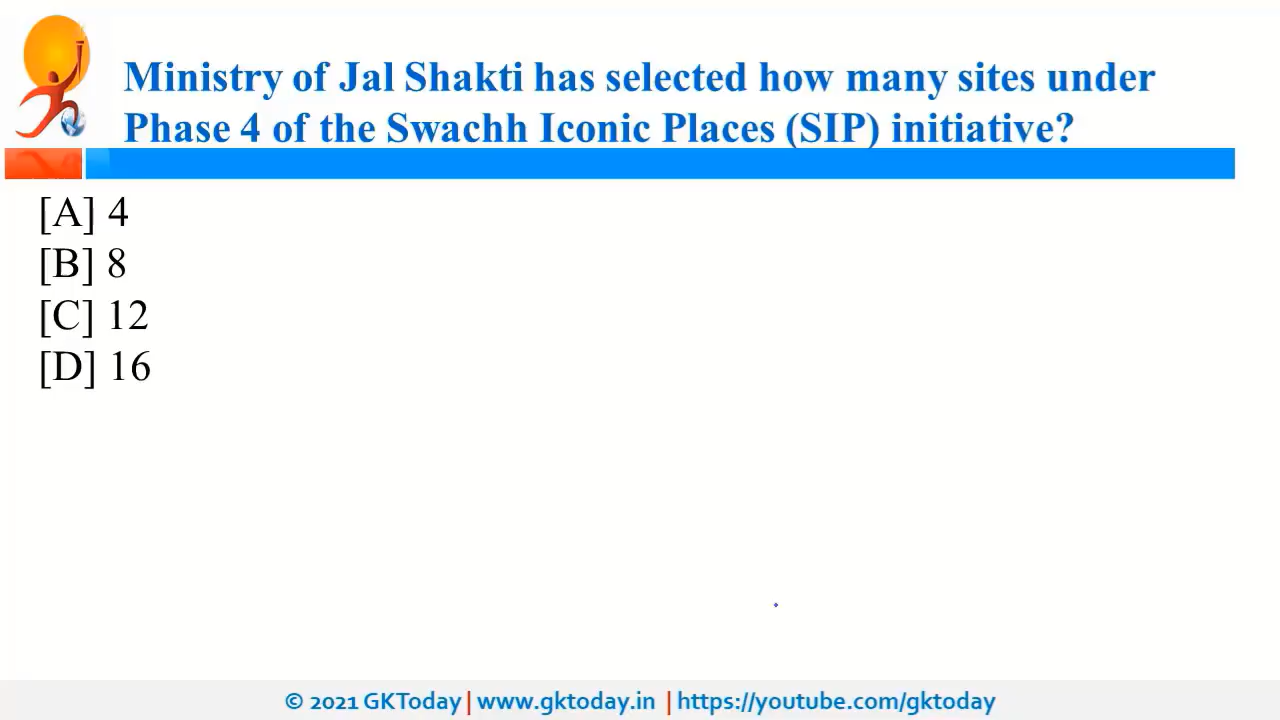 Ministry of Jal Shakti has selected how many sites under
Phase 4 of the Swachh Iconic Places (SIP) initiative?
[A] 4
[B] 8
[C] 12
[D] 16
© 2021 GKToday | www.gktoday.in | https://youtube.com/gktoday